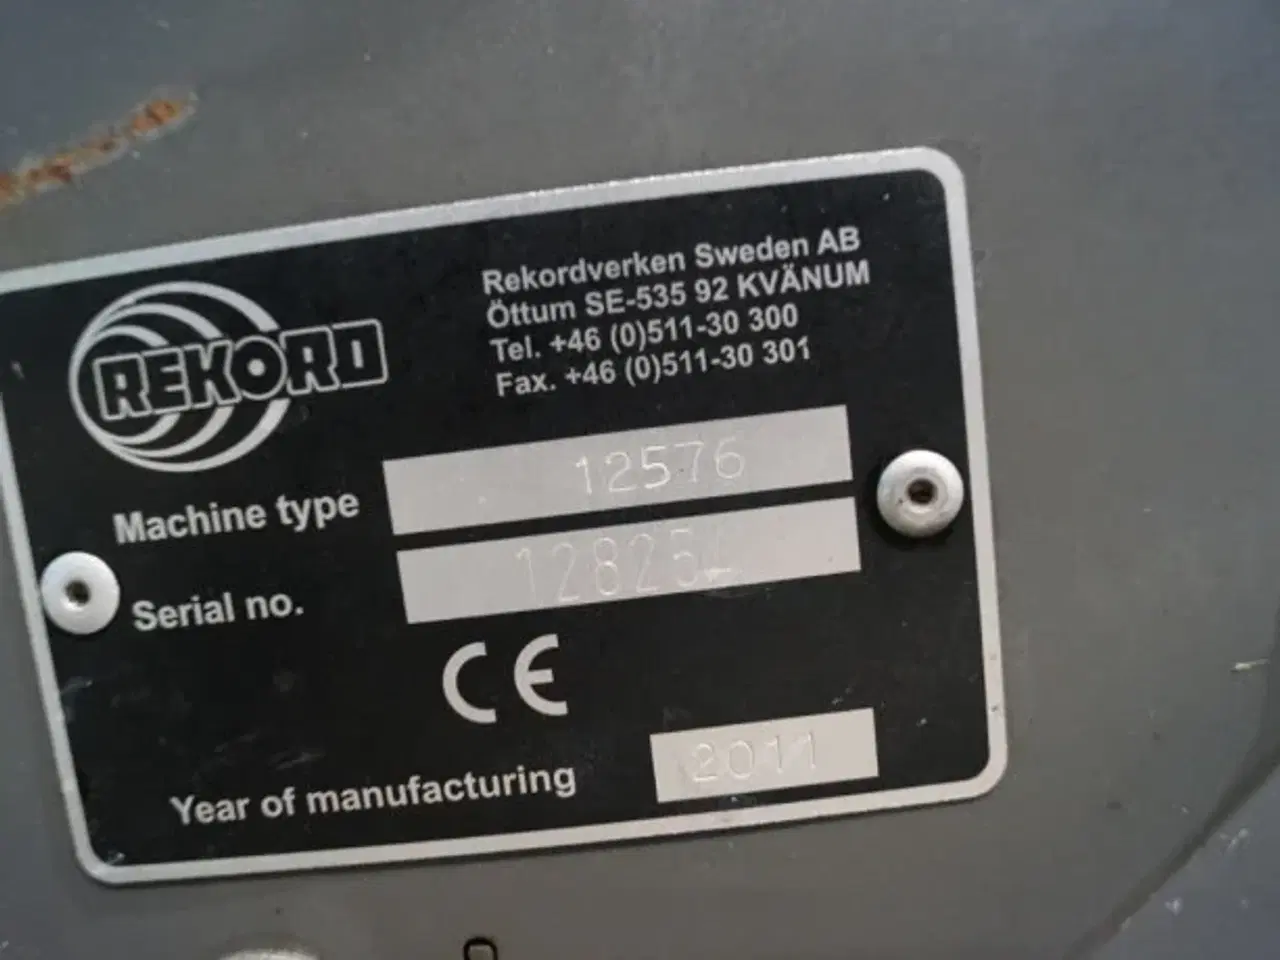 REKORD
Rekordverken Sweden AB
Öttum SE-535 92 KVÄNUM
Tel. +46 (0)511-30 300
Fax. +46 (0)511-30 301
Machine type 12576
Serial no.
CE
Year of manufacturing 2011